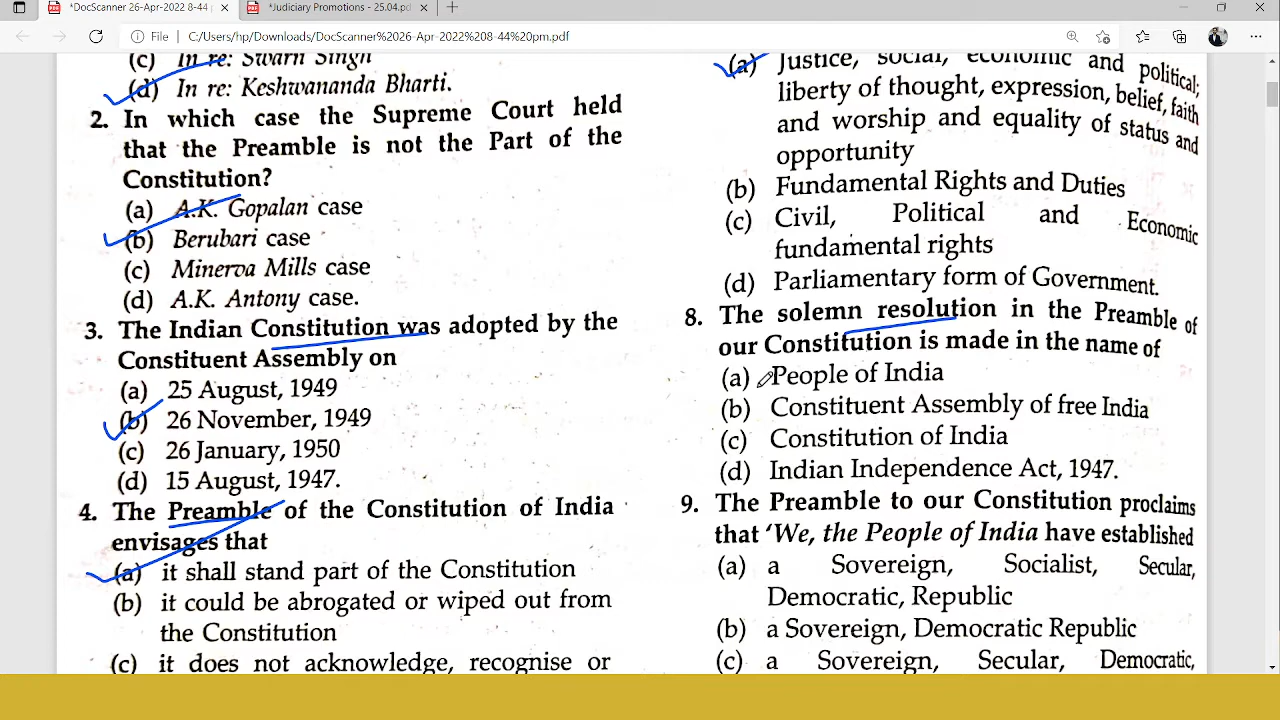 *DocScanner 26-Apr-2022 8-44 p
*Judiciary Promotions - 25.04.pd
File
C:/Users/hp/Downloads/DocScanner%2026-Apr-2022%208-44%20pm.pdf
(c) In re: Swarn Singh
(d) In re: Keshwananda Bharti.
2. In which case the Supreme Court held
that the Preamble is not the Part of the
Constitution?
(a) A.K. Gopalan case
(b) Berubari case
(c) Minerva Mills case
(d) A.K. Antony case.
3. The Indian Constitution was adopted by the
Constituent Assembly on
(a) 25 August, 1949
(b) 26 November, 1949
(c) 26 January, 1950
(d) 15 August, 1947.
4. The Preamble of the Constitution of India
envisages that
(a) it shall stand part of the Constitution
(b) it could be abrogated or wiped out from
the Constitution
(c) it does not acknowledge, recognise or
(a) Justice, social, economic and political;
liberty of thought, expression, belief, faith
and worship and equality of status and
opportunity
(b) Fundamental Rights and Duties
(c) Civil, Political and Economic
fundamental rights
(d) Parliamentary form of Government.
8. The solemn resolution in the Preamble of
our Constitution is made in the name of
(a) People of India
(b) Constituent Assembly of free India
(c) Constitution of India
(d) Indian Independence Act, 1947.
9. The Preamble to our Constitution proclaims
that 'We, the People of India have established
(a) a Sovereign, Socialist, Secular,
Democratic, Republic
(b) a Sovereign, Democratic Republic
(c) a Sovereign, Secular, Democratic,